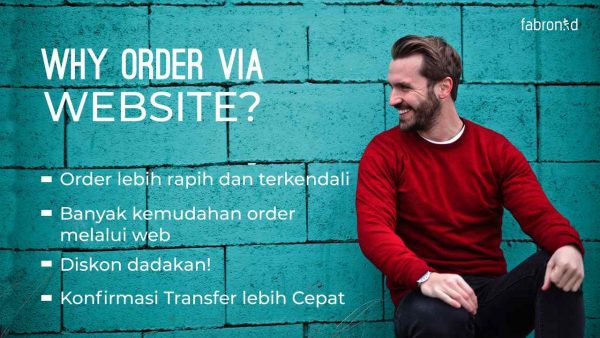 fabron.id
WHY ORDER VIA
WEBSITE?
Order lebih rapih dan terkendali
Banyak kemudahan order
melalui web
Diskon dadakan!
Konfirmasi Transfer lebih Cepat